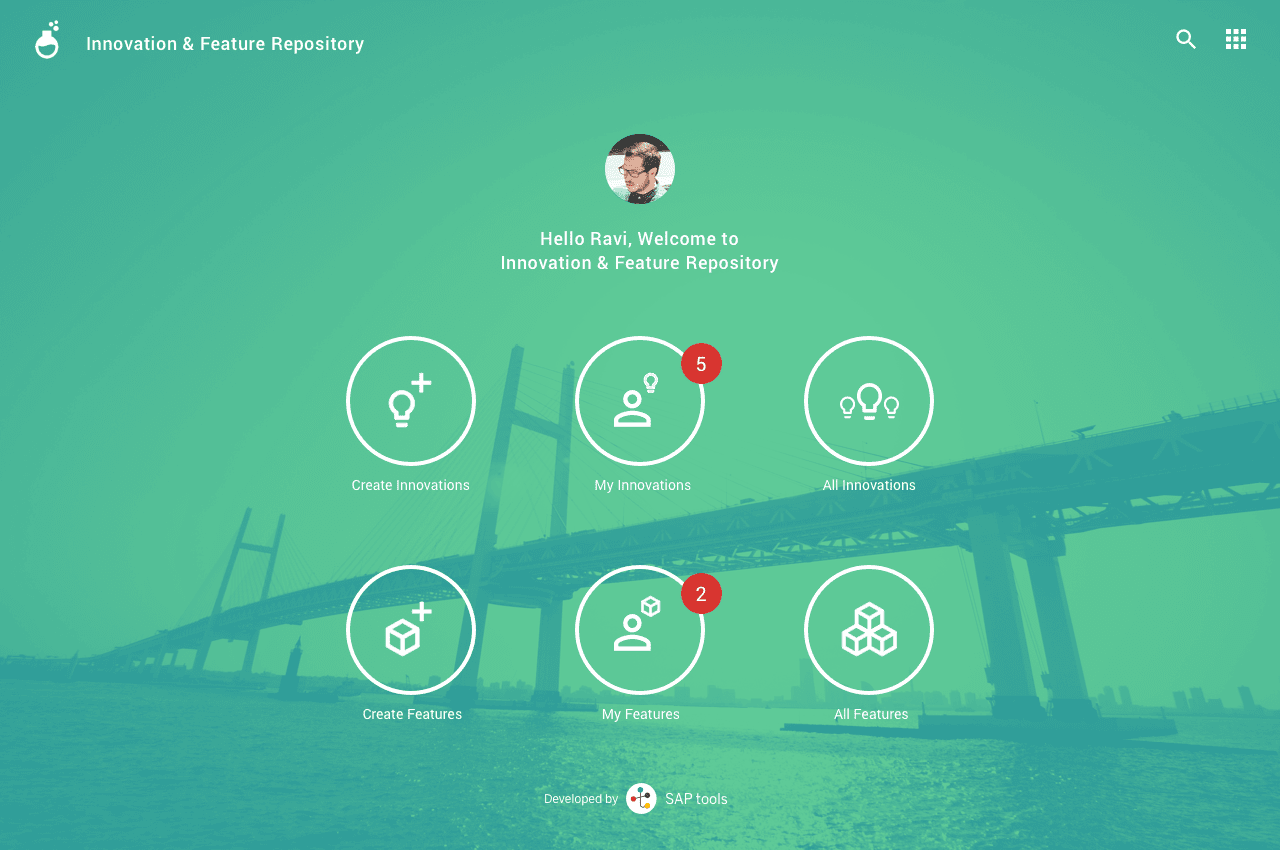 Innovation & Feature Repository
Hello Ravi, Welcome to
Innovation & Feature Repository
5
Create Innovations
My Innovations
All Innovations
2
Create Features
My Features
All Features
Developed by SAP tools